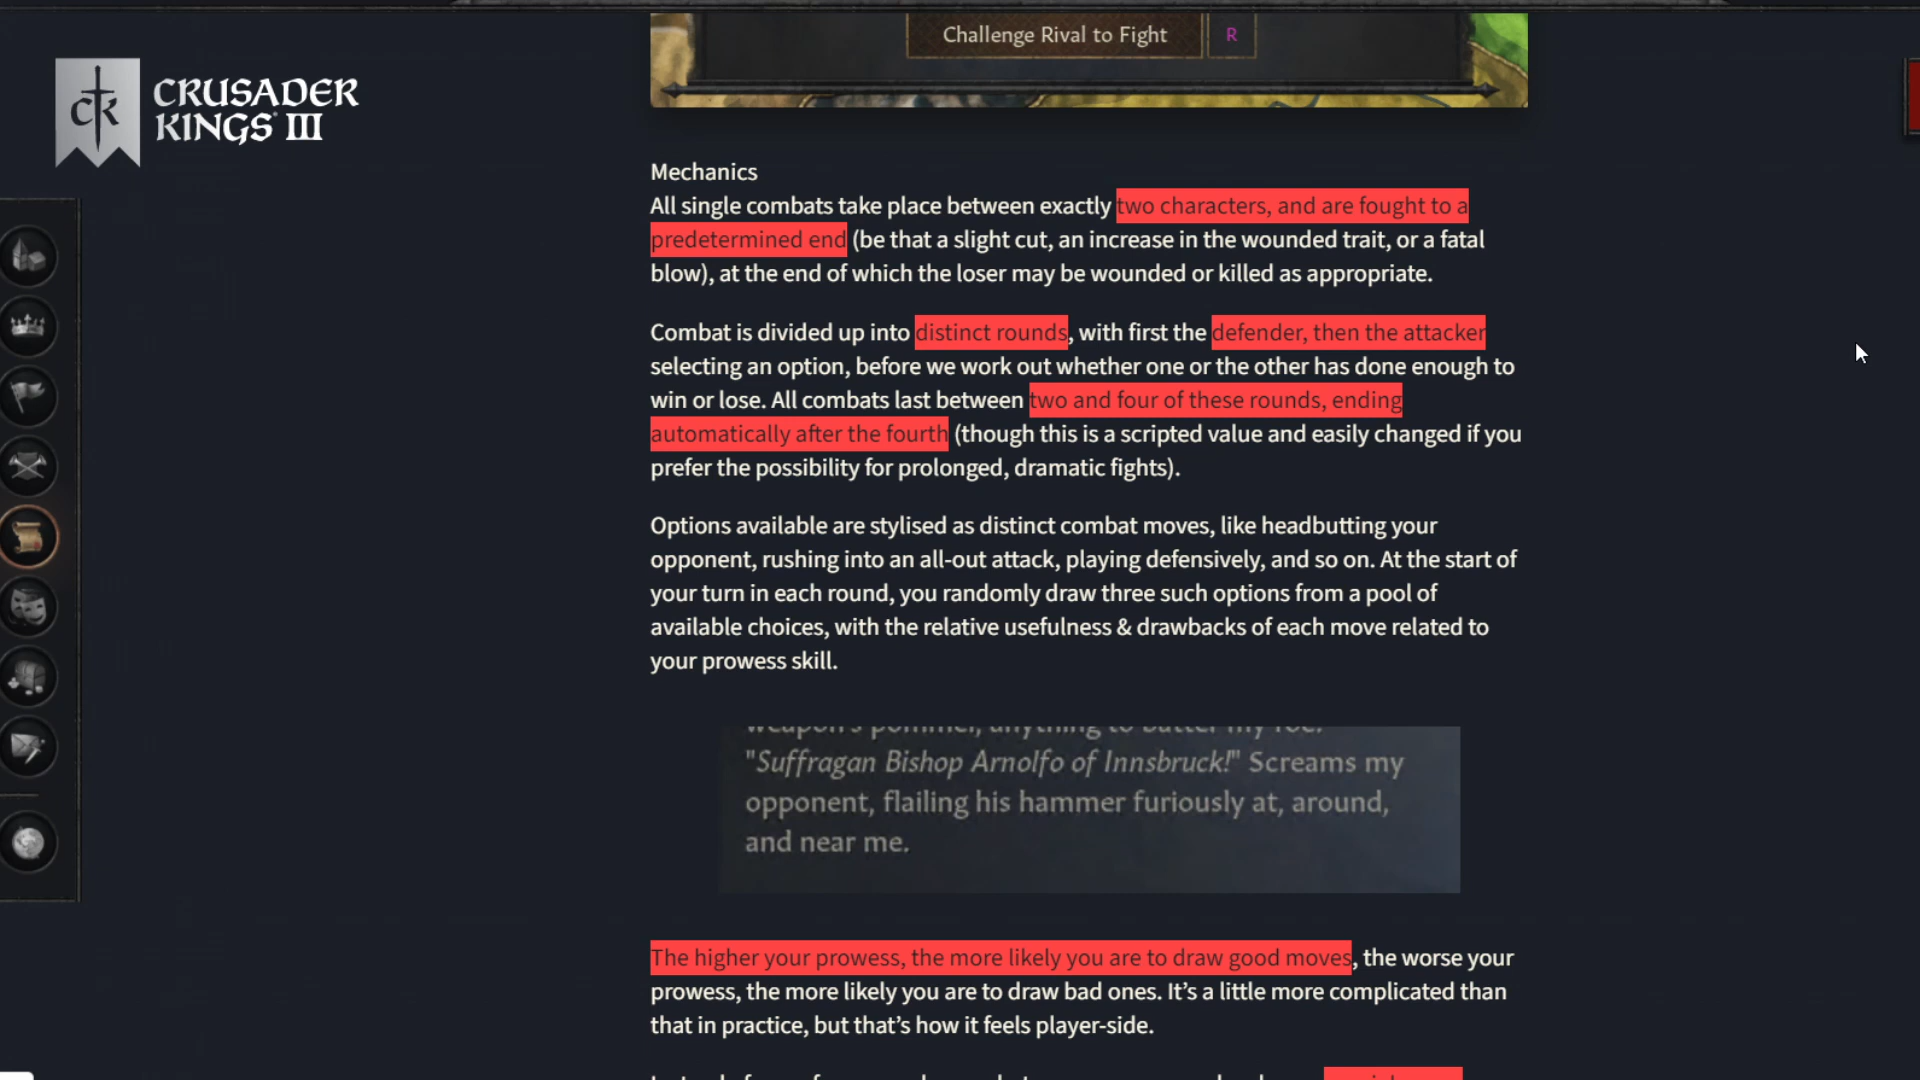 Challenge Rival to Fight R
CK CRUSADER
KINGS III
Mechanics
All single combats take place between exactly two characters, and are fought to a
predetermined end (be that a slight cut, an increase in the wounded trait, or a fatal
blow), at the end of which the loser may be wounded or killed as appropriate.
Combat is divided up into distinct rounds, with first the defender, then the attacker
selecting an option, before we work out whether one or the other has done enough to
win or lose. All combats last between two and four of these rounds, ending
automatically after the fourth (though this is a scripted value and easily changed if you
prefer the possibility for prolonged, dramatic fights).
Options available are stylised as distinct combat moves, like headbutting your
opponent, rushing into an all-out attack, playing defensively, and so on. At the start of
your turn in each round, you randomly draw three such options from a pool of
available choices, with the relative usefulness & drawbacks of each move related to
your prowess skill.
weapon's pommel, anything to batter my foe.
"Suffragan Bishop Arnolfo of Innsbruck!" Screams my
opponent, flailing his hammer furiously at, around,
and near me.
The higher your prowess, the more likely you are to draw good moves, the worse your
prowess, the more likely you are to draw bad ones. It's a little more complicated than
that in practice, but that's how it feels player-side.